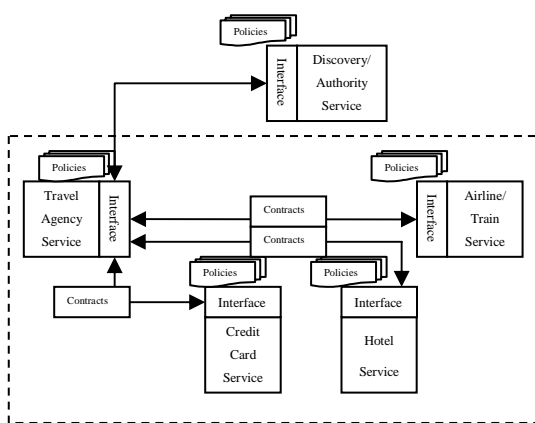 Policies
Interface
Discovery/
Authority
Service
Policies
Travel
Agency
Service
Interface
Policies
Interface
Airline/
Train
Service
Contracts
Contracts
Contracts
Policies
Interface
Credit
Card
Service
Policies
Interface
Hotel
Service